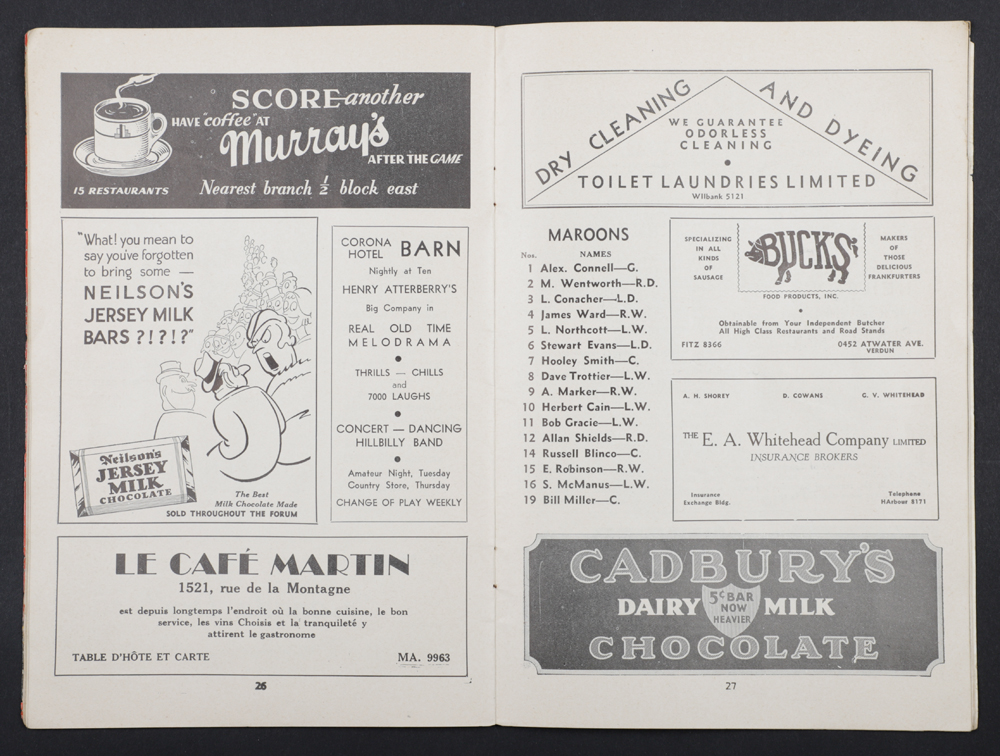 SCORE another
HAVE "coffee" AT
Murray's
AFTER THE GAME
15 RESTAURANTS
Nearest branch ½ block east
"What! you mean to
say you've forgotten
to bring some —
NEILSON'S
JERSEY MILK
BARS ?!?!?"
Neilson's
JERSEY
MILK
CHOCOLATE
The Best
Milk Chocolate Made
SOLD THROUGHOUT THE FORUM
CORONA
HOTEL BARN
Nightly at Ten
HENRY ATTERBERRY'S
Big Company in
REAL OLD TIME
MELODRAMA
THRILLS — CHILLS
and
7000 LAUGHS
CONCERT — DANCING
HILLBILLY BAND
Amateur Night, Tuesday
Country Store, Thursday
CHANGE OF PLAY WEEKLY
LE CAFÉ MARTIN
1521, rue de la Montagne
est depuis longtemps l'endroit où la bonne cuisine, le bon
service, les vins Choisis et la tranquileté y
attirent le gastronome
TABLE D'HÔTE ET CARTE MA. 9963
26
DRY CLEANING AND DYEING
WE GUARANTEE
ODORLESS
CLEANING
TOILET LAUNDRIES LIMITED
WIlbank 5121
MAROONS
Nos. NAMES
1 Alex. Connell—G.
2 M. Wentworth—R.D.
3 L. Conacher—L.D.
4 James Ward—R.W.
5 L. Northcott—L.W.
6 Stewart Evans—L.D.
7 Hooley Smith—C.
8 Dave Trottier—L.W.
9 A. Marker—R.W.
10 Herbert Cain—L.W.
11 Bob Gracie—L.W.
12 Allan Shields—R.D.
14 Russell Blinco—C.
15 E. Robinson—R.W.
16 S. McManus—L.W.
19 Bill Miller—C.
SPECIALIZING
IN ALL
KINDS
OF
SAUSAGE
BUCK'S
MAKERS
OF
THOSE
DELICIOUS
FRANKFURTERS
FOOD PRODUCTS, INC.
Obtainable from Your Independent Butcher
All High Class Restaurants and Road Stands
FITZ 8366 0452 ATWATER AVE.
VERDUN
A. H. SHOREY D. COWANS G. V. WHITEHEAD
THE E. A. Whitehead Company LIMITED
INSURANCE BROKERS
Insurance
Exchange Bldg.
Telephone
HArbour 8171
CADBURY'S
DAIRY MILK
5¢ BAR
NOW
HEAVIER
CHOCOLATE
27